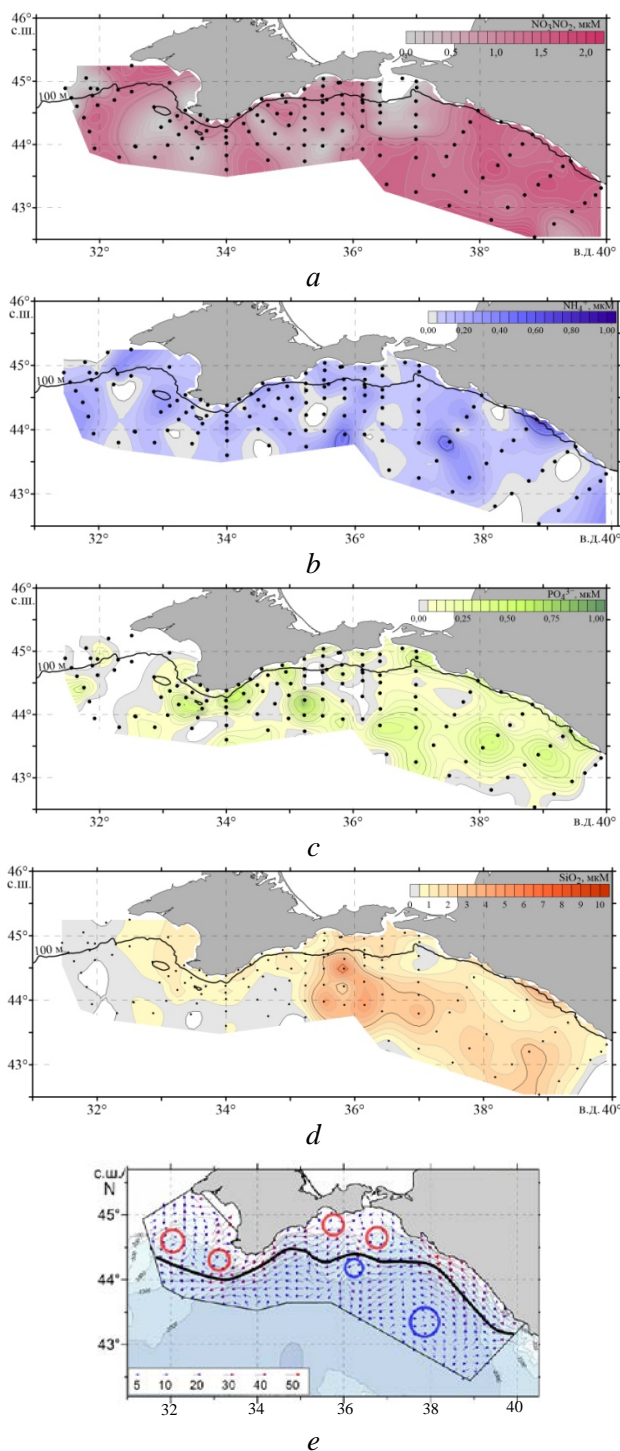 46°
с.ш.
NO₃NO₂, мкМ
0,0 0,5 1,0 1,5 2,0
45°
100 м
44°
43°
32° 34° 36° 38° в.д. 40°
a
46°
с.ш.
NH₄⁺, мкМ
0,00 0,20 0,40 0,60 0,80 1,00
45°
100 м
44°
43°
32° 34° 36° 38° в.д. 40°
b
46°
с.ш.
PO₄³⁻, мкМ
0,00 0,25 0,50 0,75 1,00
45°
100 м
44°
43°
32° 34° 36° 38° в.д. 40°
c
46°
с.ш.
SiO₂, мкМ
0 1 2 3 4 5 6 7 8 9 10
45°
100 м
44°
43°
32° 34° 36° 38° в.д. 40°
d
с.ш.
N
45°
44°
43°
5 10 20 30 40 50
32 34 36 38 40
e